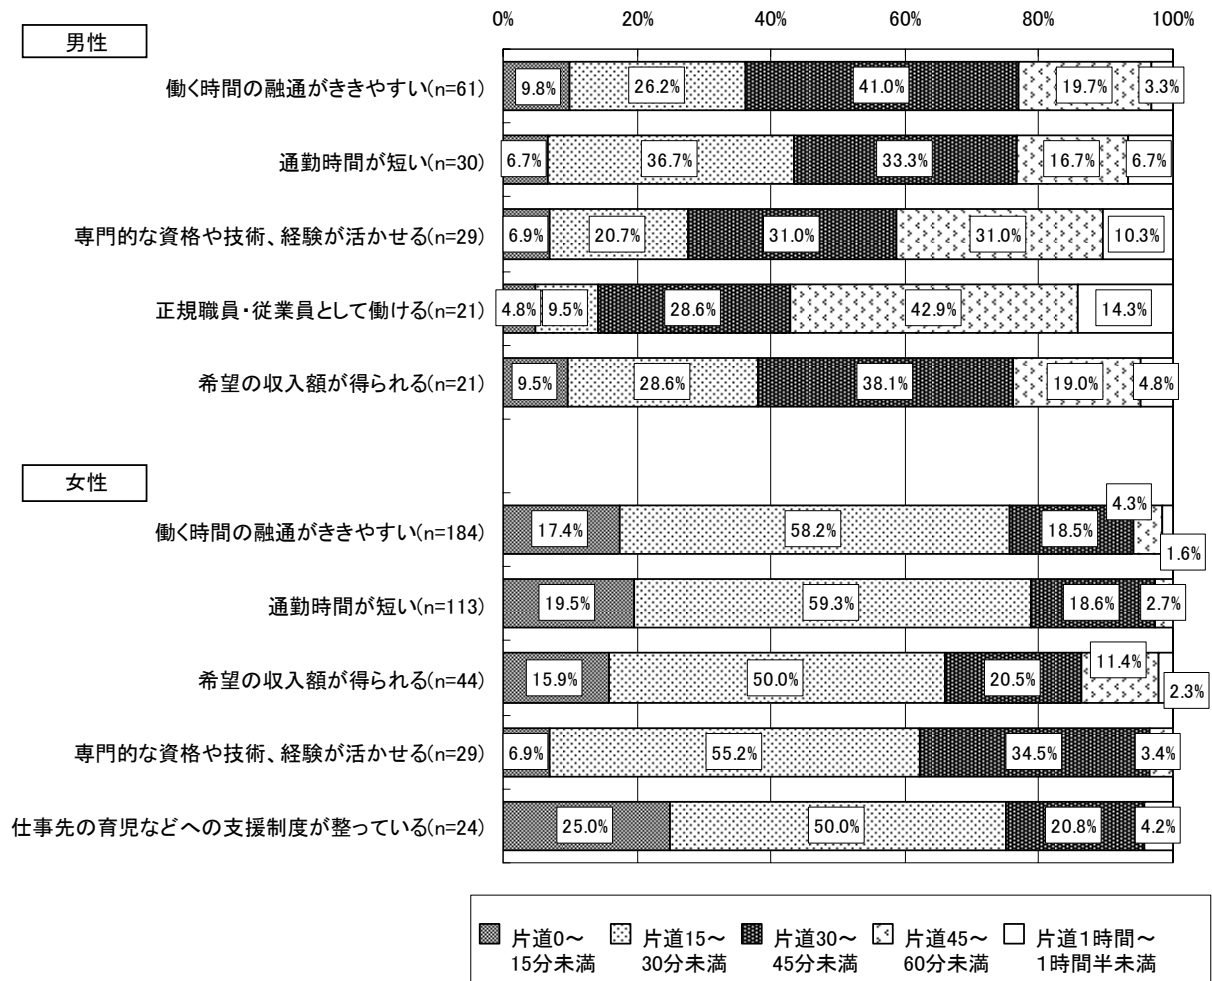 0% 20% 40% 60% 80% 100%
男性
働く時間の融通がききやすい(n=61) 9.8% 26.2% 41.0% 19.7% 3.3%
通勤時間が短い(n=30) 6.7% 36.7% 33.3% 16.7% 6.7%
専門的な資格や技術、経験が活かせる(n=29) 6.9% 20.7% 31.0% 31.0% 10.3%
正規職員・従業員として働ける(n=21) 4.8% 9.5% 28.6% 42.9% 14.3%
希望の収入額が得られる(n=21) 9.5% 28.6% 38.1% 19.0% 4.8%
女性
働く時間の融通がききやすい(n=184) 17.4% 58.2% 18.5% 4.3% 1.6%
通勤時間が短い(n=113) 19.5% 59.3% 18.6% 2.7%
希望の収入額が得られる(n=44) 15.9% 50.0% 20.5% 11.4% 2.3%
専門的な資格や技術、経験が活かせる(n=29) 6.9% 55.2% 34.5% 3.4%
仕事先の育児などへの支援制度が整っている(n=24) 25.0% 50.0% 20.8% 4.2%
片道0～ 片道15～ 片道30～ 片道45～ 片道1時間～
15分未満 30分未満 45分未満 60分未満 1時間半未満